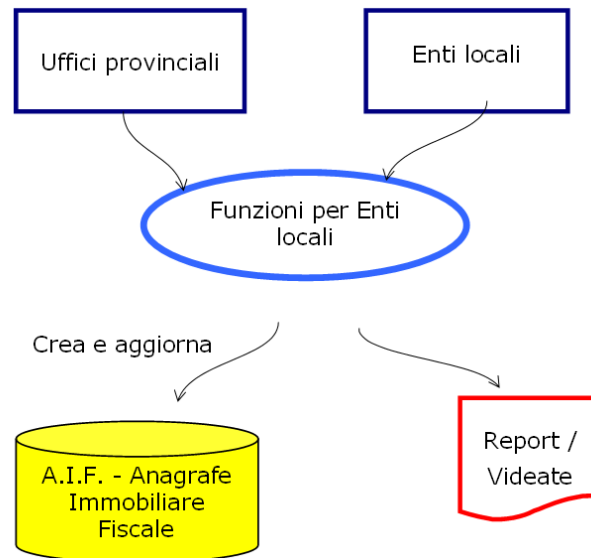 Uffici provinciali
Enti locali
Funzioni per Enti
locali
Crea e aggiorna
A.I.F. - Anagrafe
Immobiliare
Fiscale
Report /
Videate